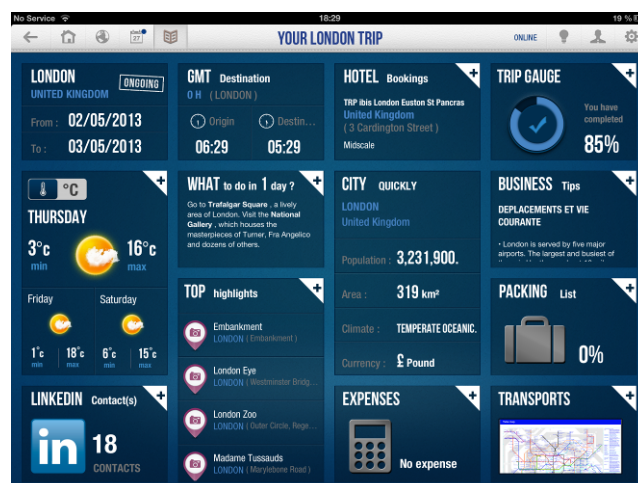 No Service
18:29
19 %
27
YOUR LONDON TRIP
ONLINE
LONDON
UNITED KINGDOM
ONGOING
From : 02/05/2013
To : 03/05/2013
GMT Destination
0 H ( LONDON )
Origin
Destin...
06:29
05:29
HOTEL Bookings
TRP ibis London Euston St Pancras
United Kingdom
( 3 Cardington Street )
Midscale
TRIP GAUGE
You have
completed
85%
°C
THURSDAY
3°c
min
16°c
max
Friday
Saturday
1°c
min
18°c
max
6°c
min
15°c
max
WHAT to do in 1 day ?
Go to Trafalgar Square , a lively
area of London. Visit the National
Gallery , which houses the
masterpieces of Turner, Fra Angelico
and dozens of others.
TOP highlights
Embankment
LONDON ( Embankment )
London Eye
LONDON ( Westminster Bridg...
London Zoo
LONDON ( Outer Circle, Rege...
Madame Tussauds
LONDON ( Marylebone Road )
CITY QUICKLY
LONDON
United Kingdom
Population : 3,231,900.
Area : 319 km²
Climate : TEMPERATE OCEANIC.
Currency : £ Pound
BUSINESS Tips
DEPLACEMENTS ET VIE
COURANTE
• London is served by five major
airports. The largest and busiest of
PACKING List
0%
LINKEDIN Contact(s)
in
18
CONTACTS
EXPENSES
No expense
TRANSPORTS